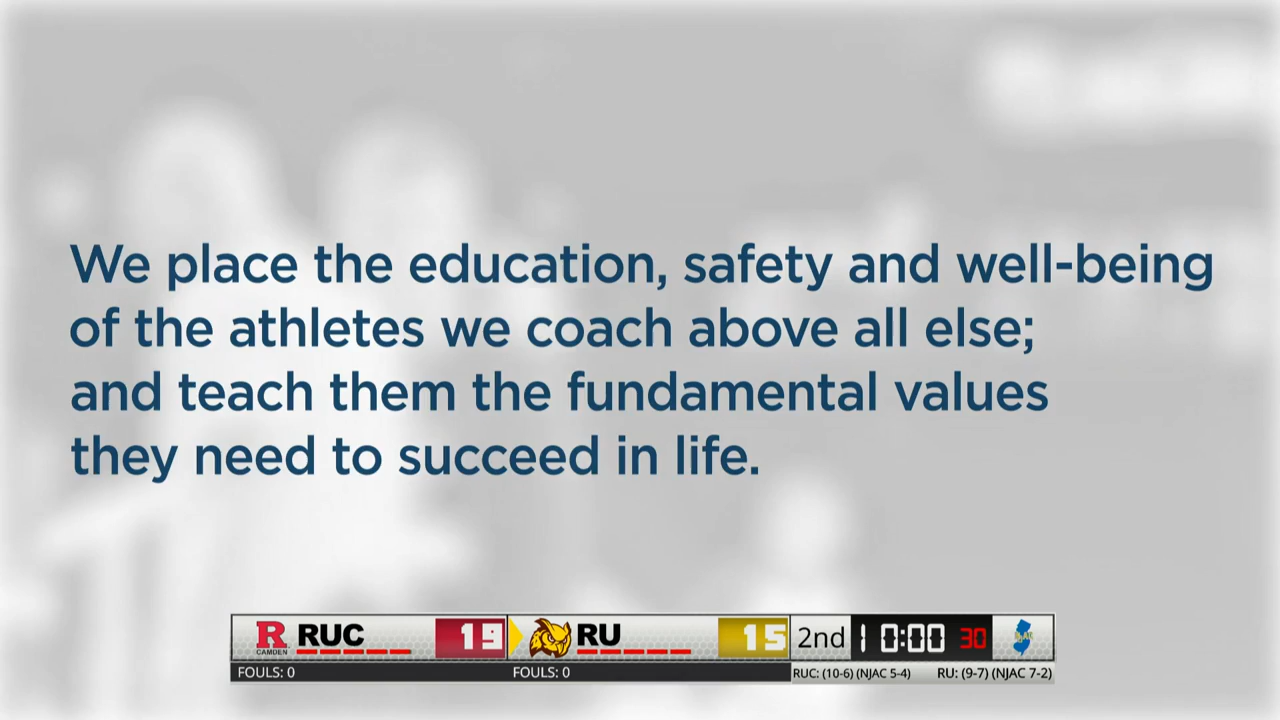 We place the education, safety and well-being
of the athletes we coach above all else;
and teach them the fundamental values
they need to succeed in life.
R CAMDEN RUC 19 RU 15 2nd 10:00 30
FOULS: 0 FOULS: 0 RUC: (10-6) (NJAC 5-4) RU: (9-7) (NJAC 7-2)